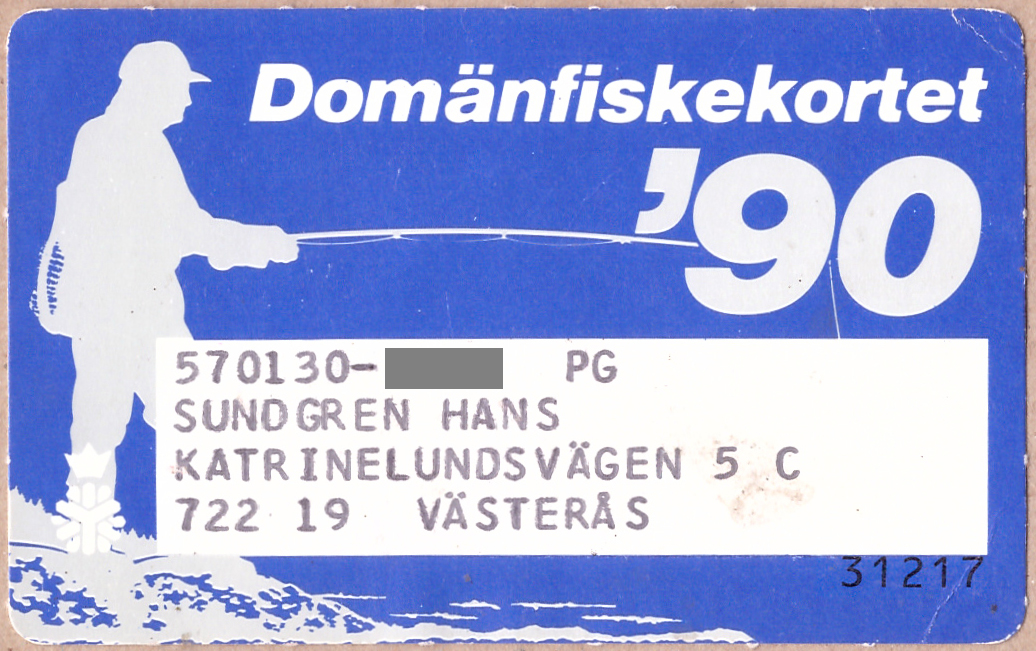 Domänfiskekortet
'90
570130- PG
SUNDGREN HANS
KATRINELUNDSVÄGEN 5 C
722 19 VÄSTERÅS
31217